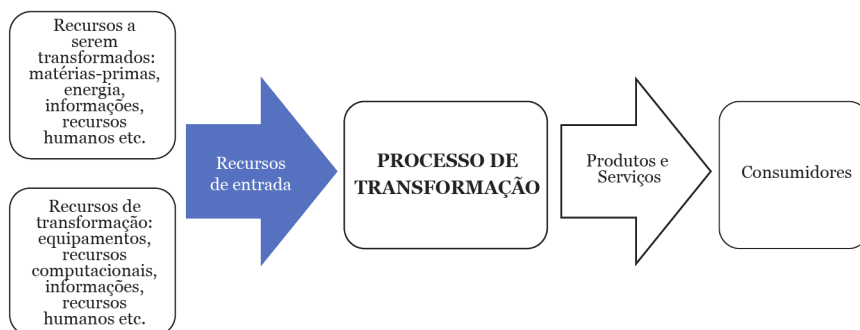 Recursos a
serem
transformados:
matérias-primas,
energia,
informações,
recursos
humanos etc.
Recursos de
transformação:
equipamentos,
recursos
computacionais,
informações,
recursos
humanos etc.
Recursos
de entrada
PROCESSO DE
TRANSFORMAÇÃO
Produtos e
Serviços
Consumidores